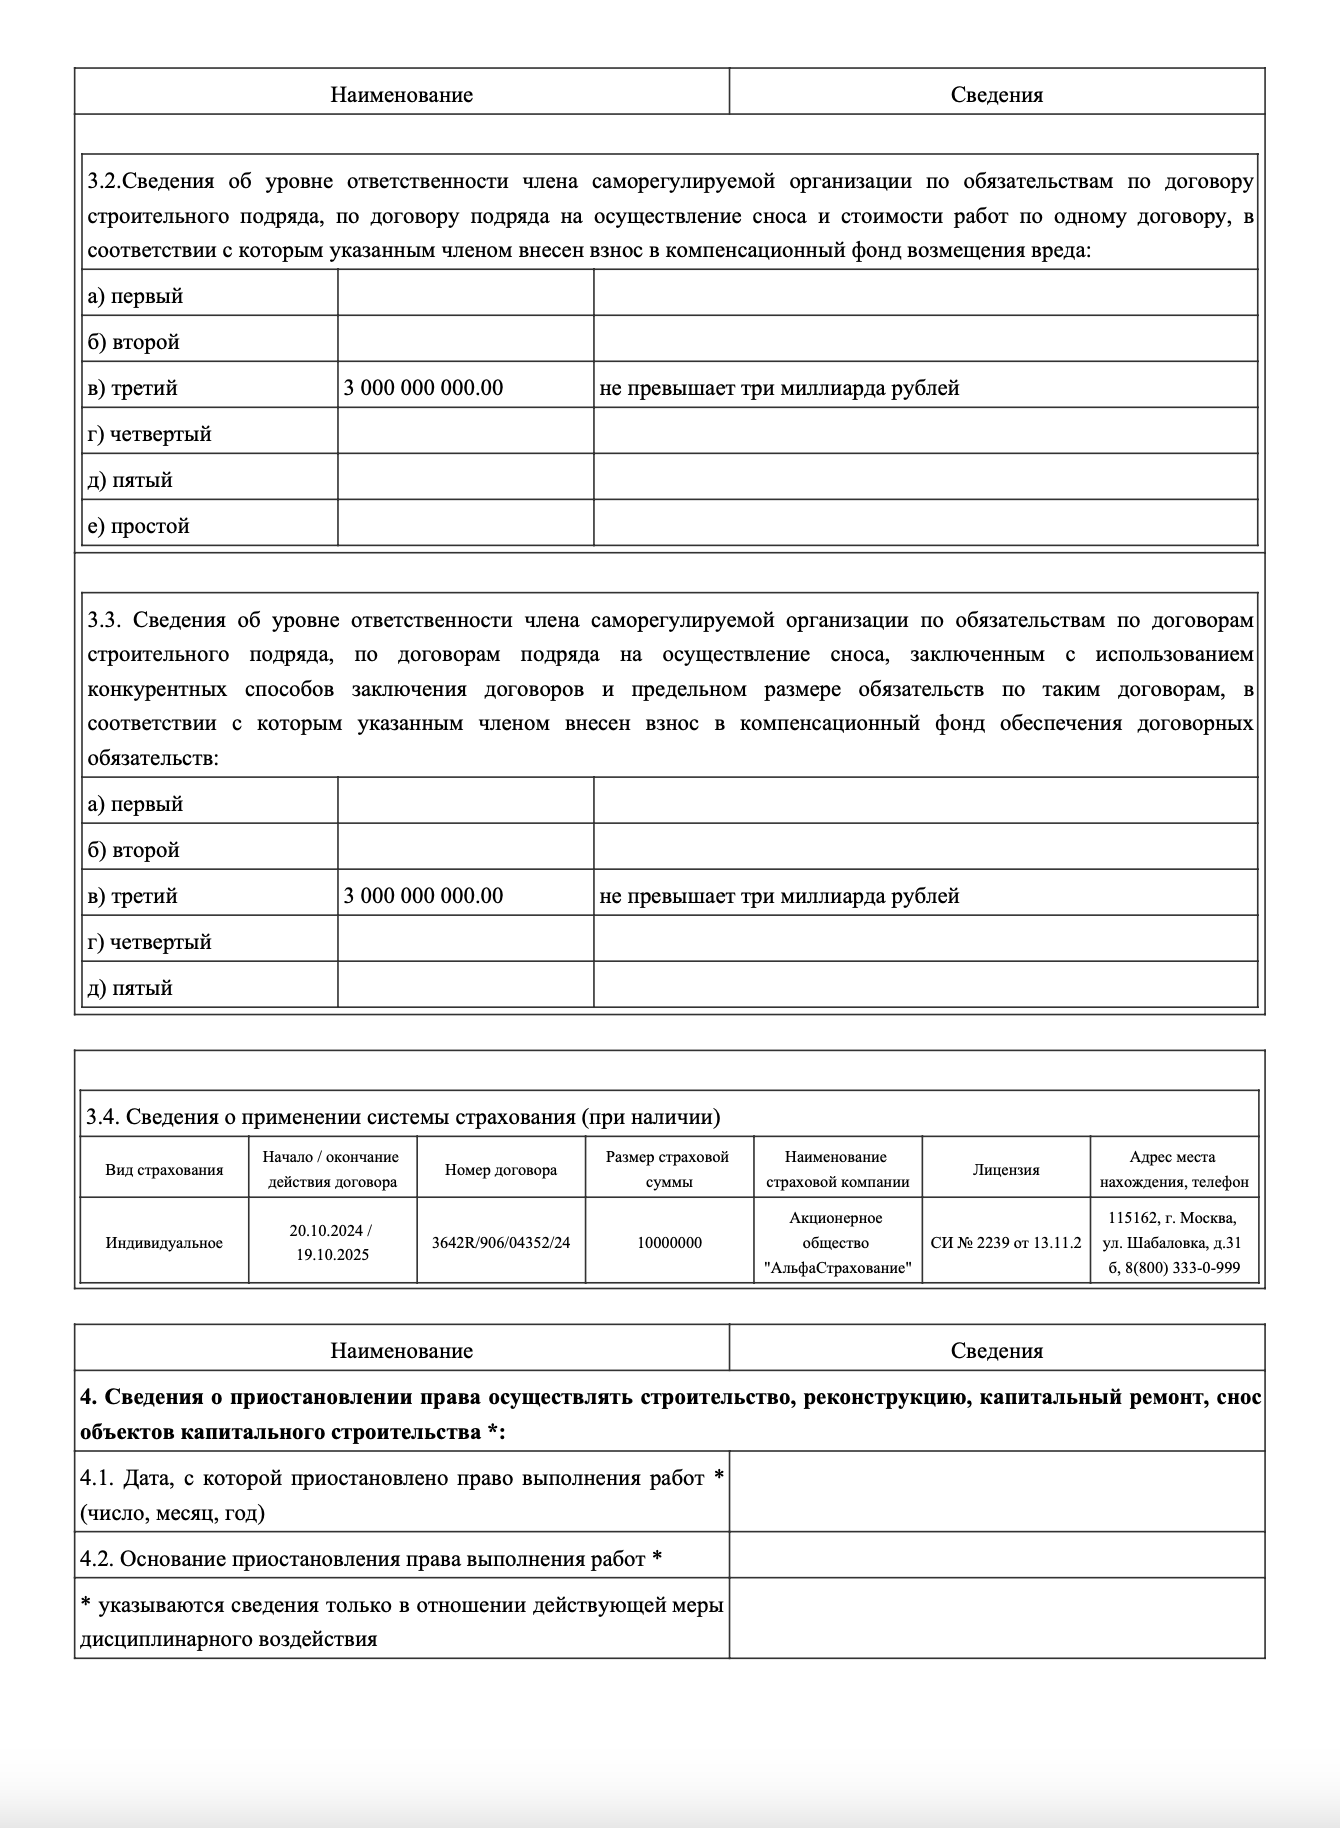 Наименование
Сведения
3.2.Сведения об уровне ответственности члена саморегулируемой организации по обязательствам по договору
строительного подряда, по договору подряда на осуществление сноса и стоимости работ по одному договору, в
соответствии с которым указанным членом внесен взнос в компенсационный фонд возмещения вреда:
а) первый
б) второй
в) третий
3 000 000 000.00
не превышает три миллиарда рублей
г) четвертый
д) пятый
е) простой
3.3. Сведения об уровне ответственности члена саморегулируемой организации по обязательствам по договорам
строительного подряда, по договорам подряда на осуществление сноса, заключенным с использованием
конкурентных способов заключения договоров и предельном размере обязательств по таким договорам, в
соответствии с которым указанным членом внесен взнос в компенсационный фонд обеспечения договорных
обязательств:
а) первый
б) второй
в) третий
3 000 000 000.00
не превышает три миллиарда рублей
г) четвертый
д) пятый
3.4. Сведения о применении системы страхования (при наличии)
Вид страхования
Начало / окончание
действия договора
Номер договора
Размер страховой
суммы
Наименование
страховой компании
Лицензия
Адрес места
нахождения, телефон
Индивидуальное
20.10.2024 /
19.10.2025
3642R/906/04352/24
10000000
Акционерное
общество
"АльфаСтрахование"
СИ № 2239 от 13.11.2
115162, г. Москва,
ул. Шабаловка, д.31
б, 8(800) 333-0-999
Наименование
Сведения
4. Сведения о приостановлении права осуществлять строительство, реконструкцию, капитальный ремонт, снос
объектов капитального строительства *:
4.1. Дата, с которой приостановлено право выполнения работ *
(число, месяц, год)
4.2. Основание приостановления права выполнения работ *
* указываются сведения только в отношении действующей меры
дисциплинарного воздействия